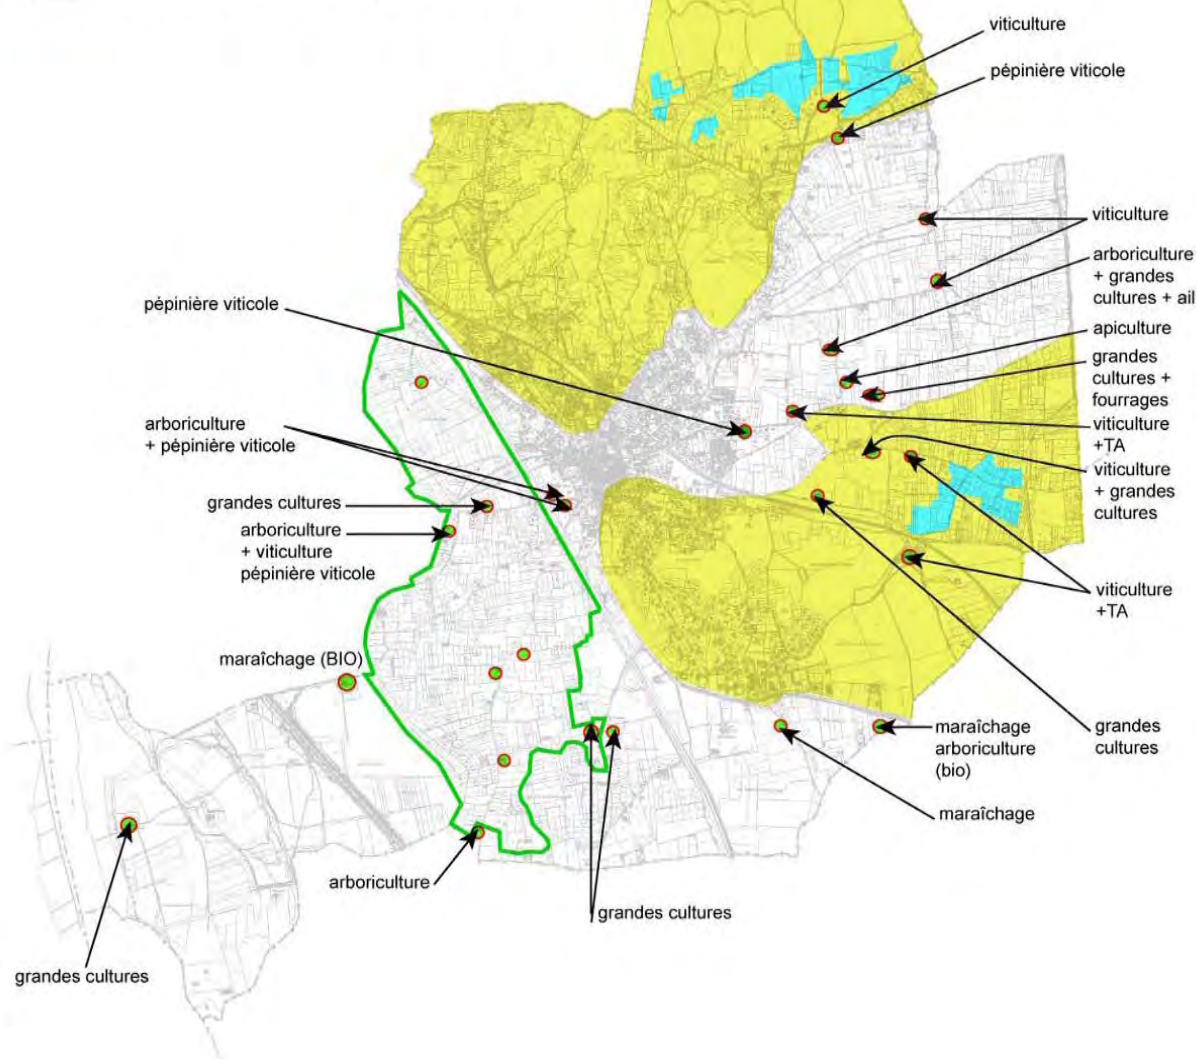 viticulture
pépinière viticole
viticulture
arboriculture
+ grandes
cultures + ail
apiculture
grandes
cultures +
fourrages
viticulture
+TA
viticulture
+ grandes
cultures
viticulture
+TA
grandes
cultures
maraîchage
arboriculture
(bio)
maraîchage
pépinière viticole
arboriculture
+ pépinière viticole
grandes cultures
arboriculture
+ viticulture
pépinière viticole
maraîchage (BIO)
arboriculture
grandes cultures
grandes cultures